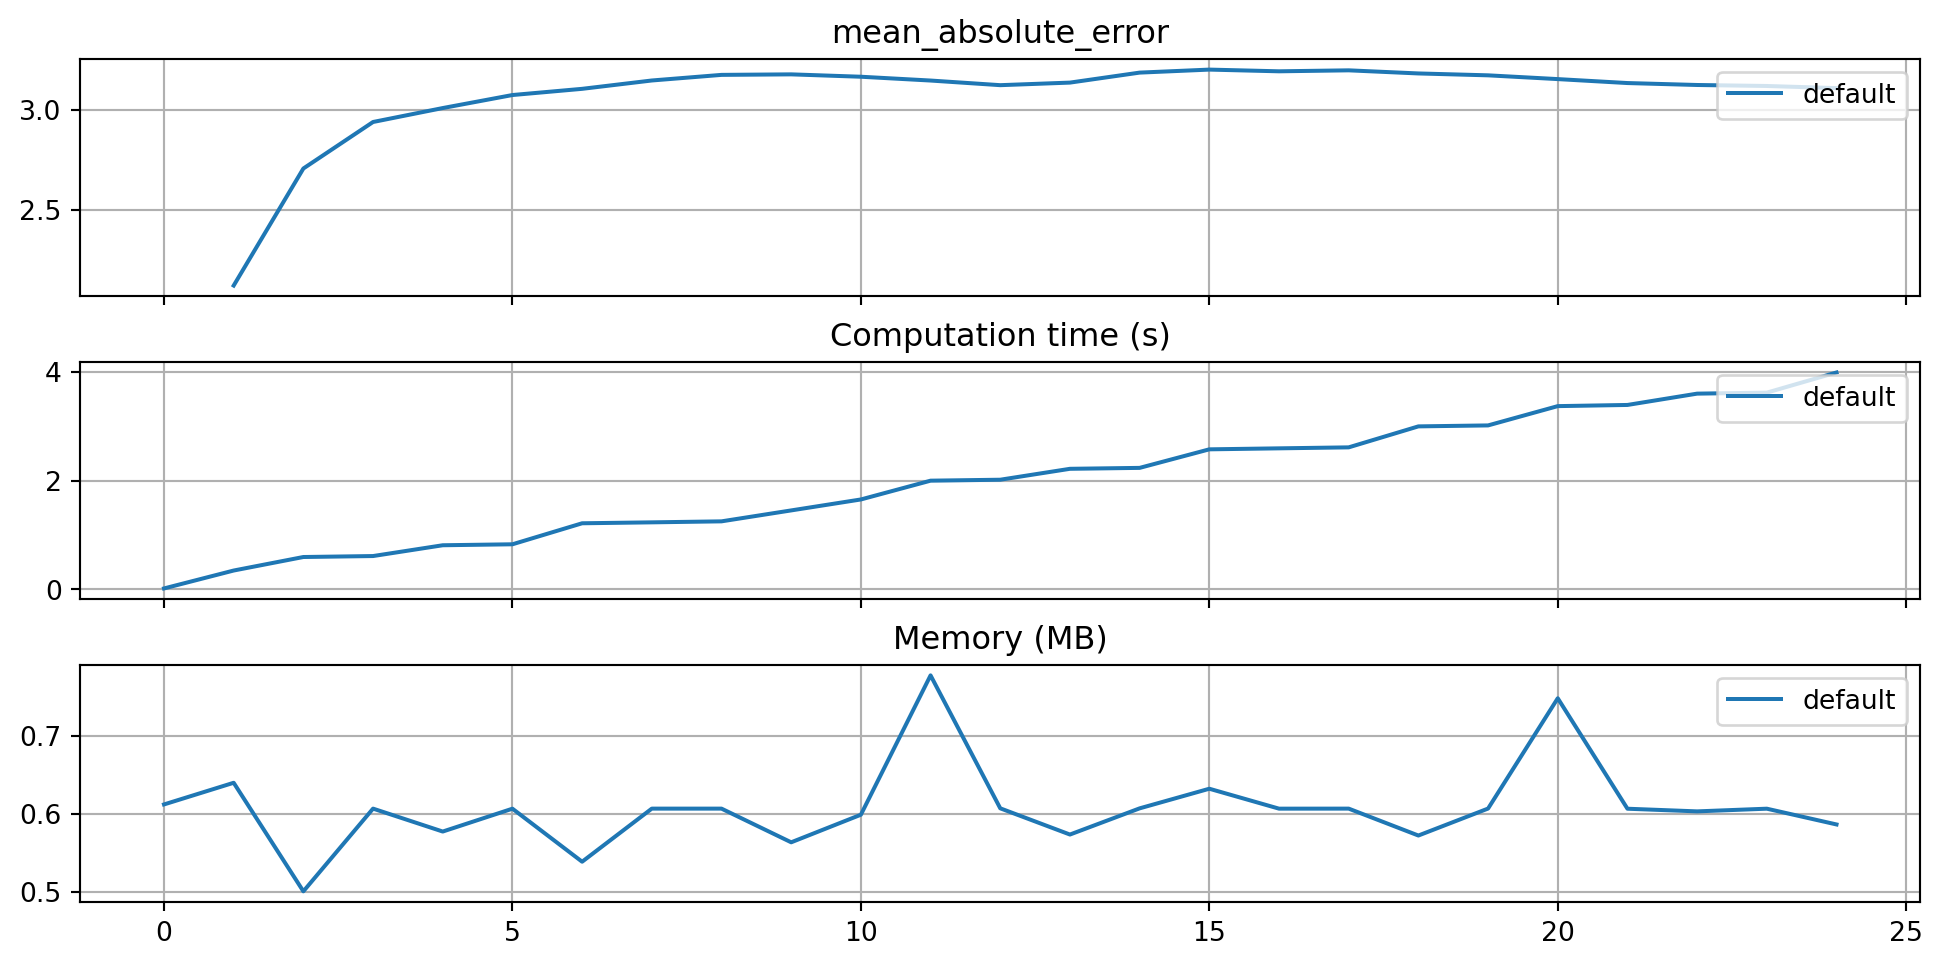 mean_absolute_error
3.0
2.5
default
Computation time (s)
4
2
0
default
Memory (MB)
0.7
0.6
0.5
default
0 5 10 15 20 25